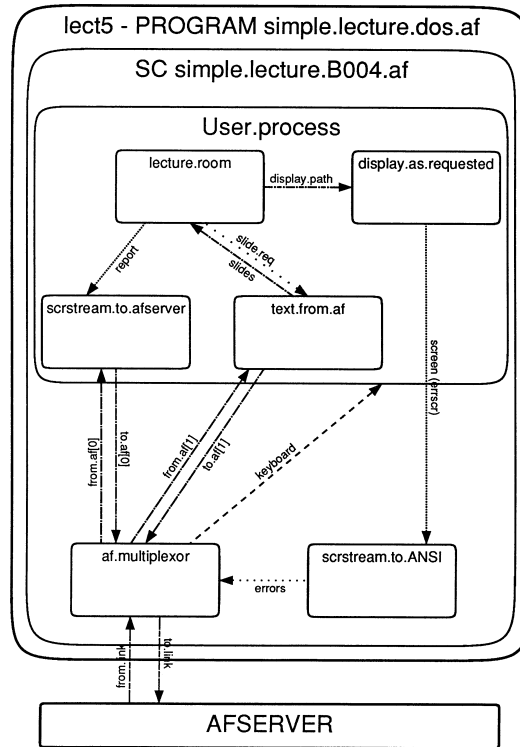 lect5 - PROGRAM simple.lecture.dos.af
SC simple.lecture.B004.af
User.process
lecture.room
display.as.requested
display.path
slide.req
slides
report
scrstream.to.afserver
text.from.af
screen (errscr)
from.af[0]
to.af[0]
from.af[1]
to.af[1]
keyboard
af.multiplexor
scrstream.to.ANSI
errors
from.link
to.link
AFSERVER